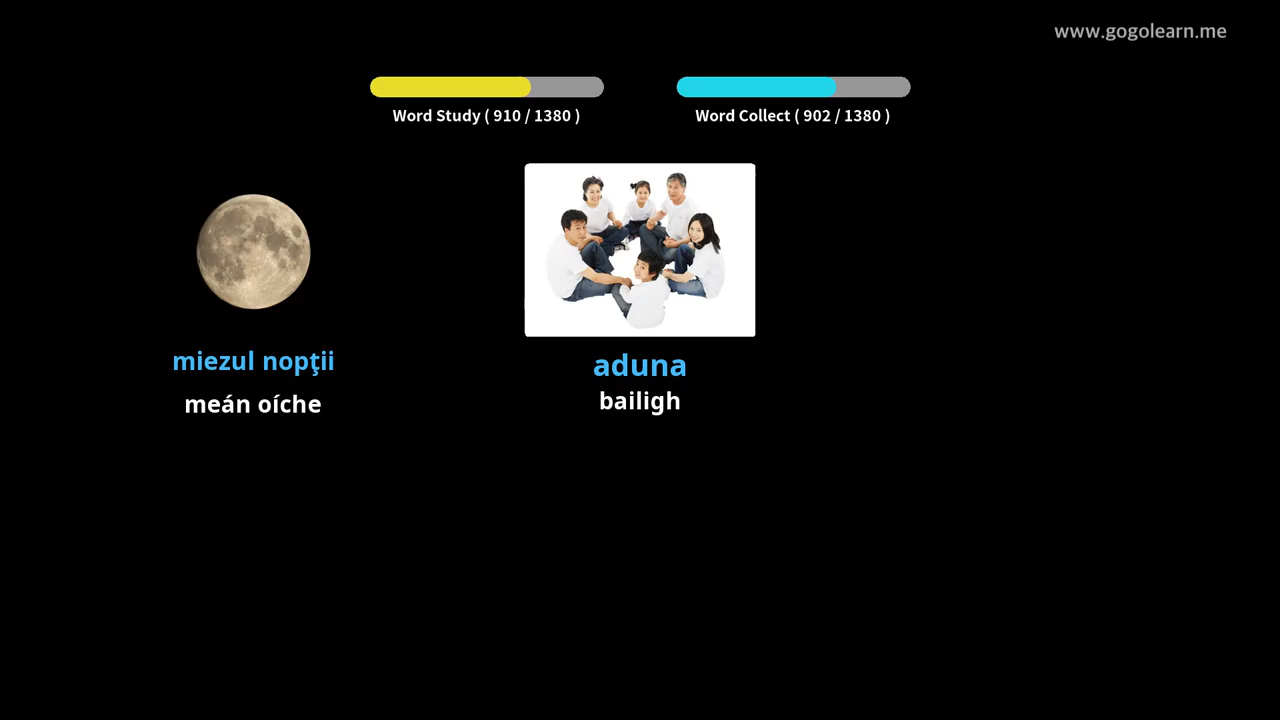 www.gogolearn.me
Word Study ( 910 / 1380 )
Word Collect ( 902 / 1380 )
miezul nopţii
meán oíche
aduna
bailigh